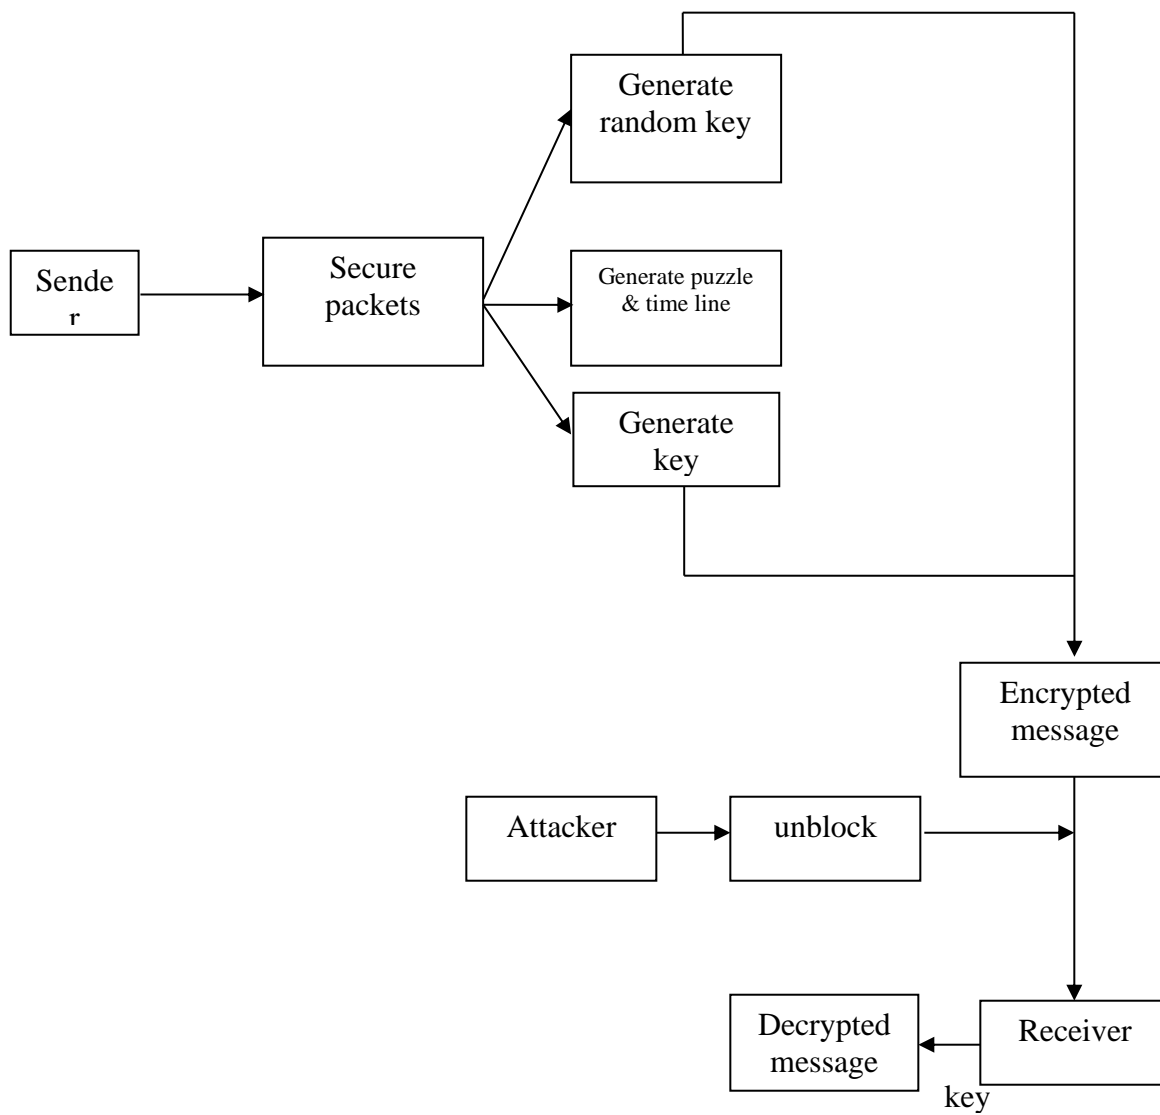 Generate
random key
Sende
r
Secure
packets
Generate puzzle
& time line
Generate
key
Encrypted
message
Attacker
unblock
Decrypted
message
Receiver
key